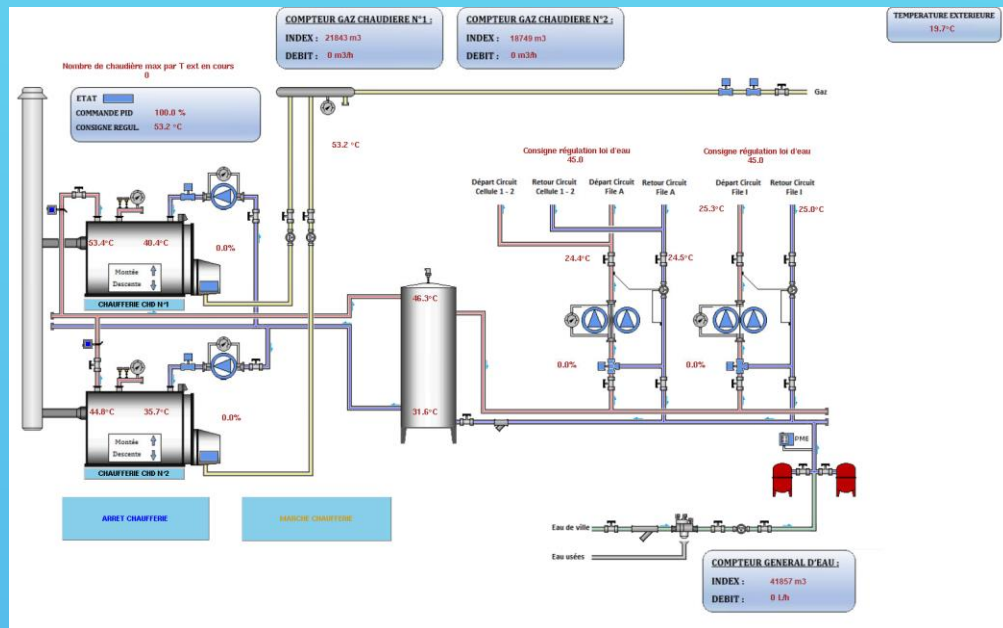 COMPTEUR GAZ CHAUDIERE N°1 :
INDEX : 21843 m3
DEBIT : 0 m3/h
COMPTEUR GAZ CHAUDIERE N°2 :
INDEX : 18749 m3
DEBIT : 0 m3/h
TEMPERATURE EXTERIEURE
19.7°C
Nombre de chaudière max par T ext en cours
0
ETAT
COMMANDE PID 100.0 %
CONSIGNE REGUL. 53.2 °C
Gaz
53.2 °C
Consigne régulation loi d'eau
45.0
Consigne régulation loi d'eau
45.0
Départ Circuit
Cellule 1 - 2
Retour Circuit
Cellule 1 - 2
Départ Circuit
File A
Retour Circuit
File A
Départ Circuit
File I
Retour Circuit
File I
25.3°C
25.0°C
53.4°C
40.4°C
0.0%
24.4°C
24.5°C
Montée
Descente
CHAUFFERIE CHD N°1
46.3°C
0.0%
0.0%
44.8°C
35.7°C
0.0%
31.6°C
Montée
Descente
CHAUFFERIE CHD N°2
PME
ARRET CHAUFFERIE
MARCHE CHAUFFERIE
Eau de ville
Eau usées
COMPTEUR GENERAL D'EAU :
INDEX : 41857 m3
DEBIT : 0 L/h